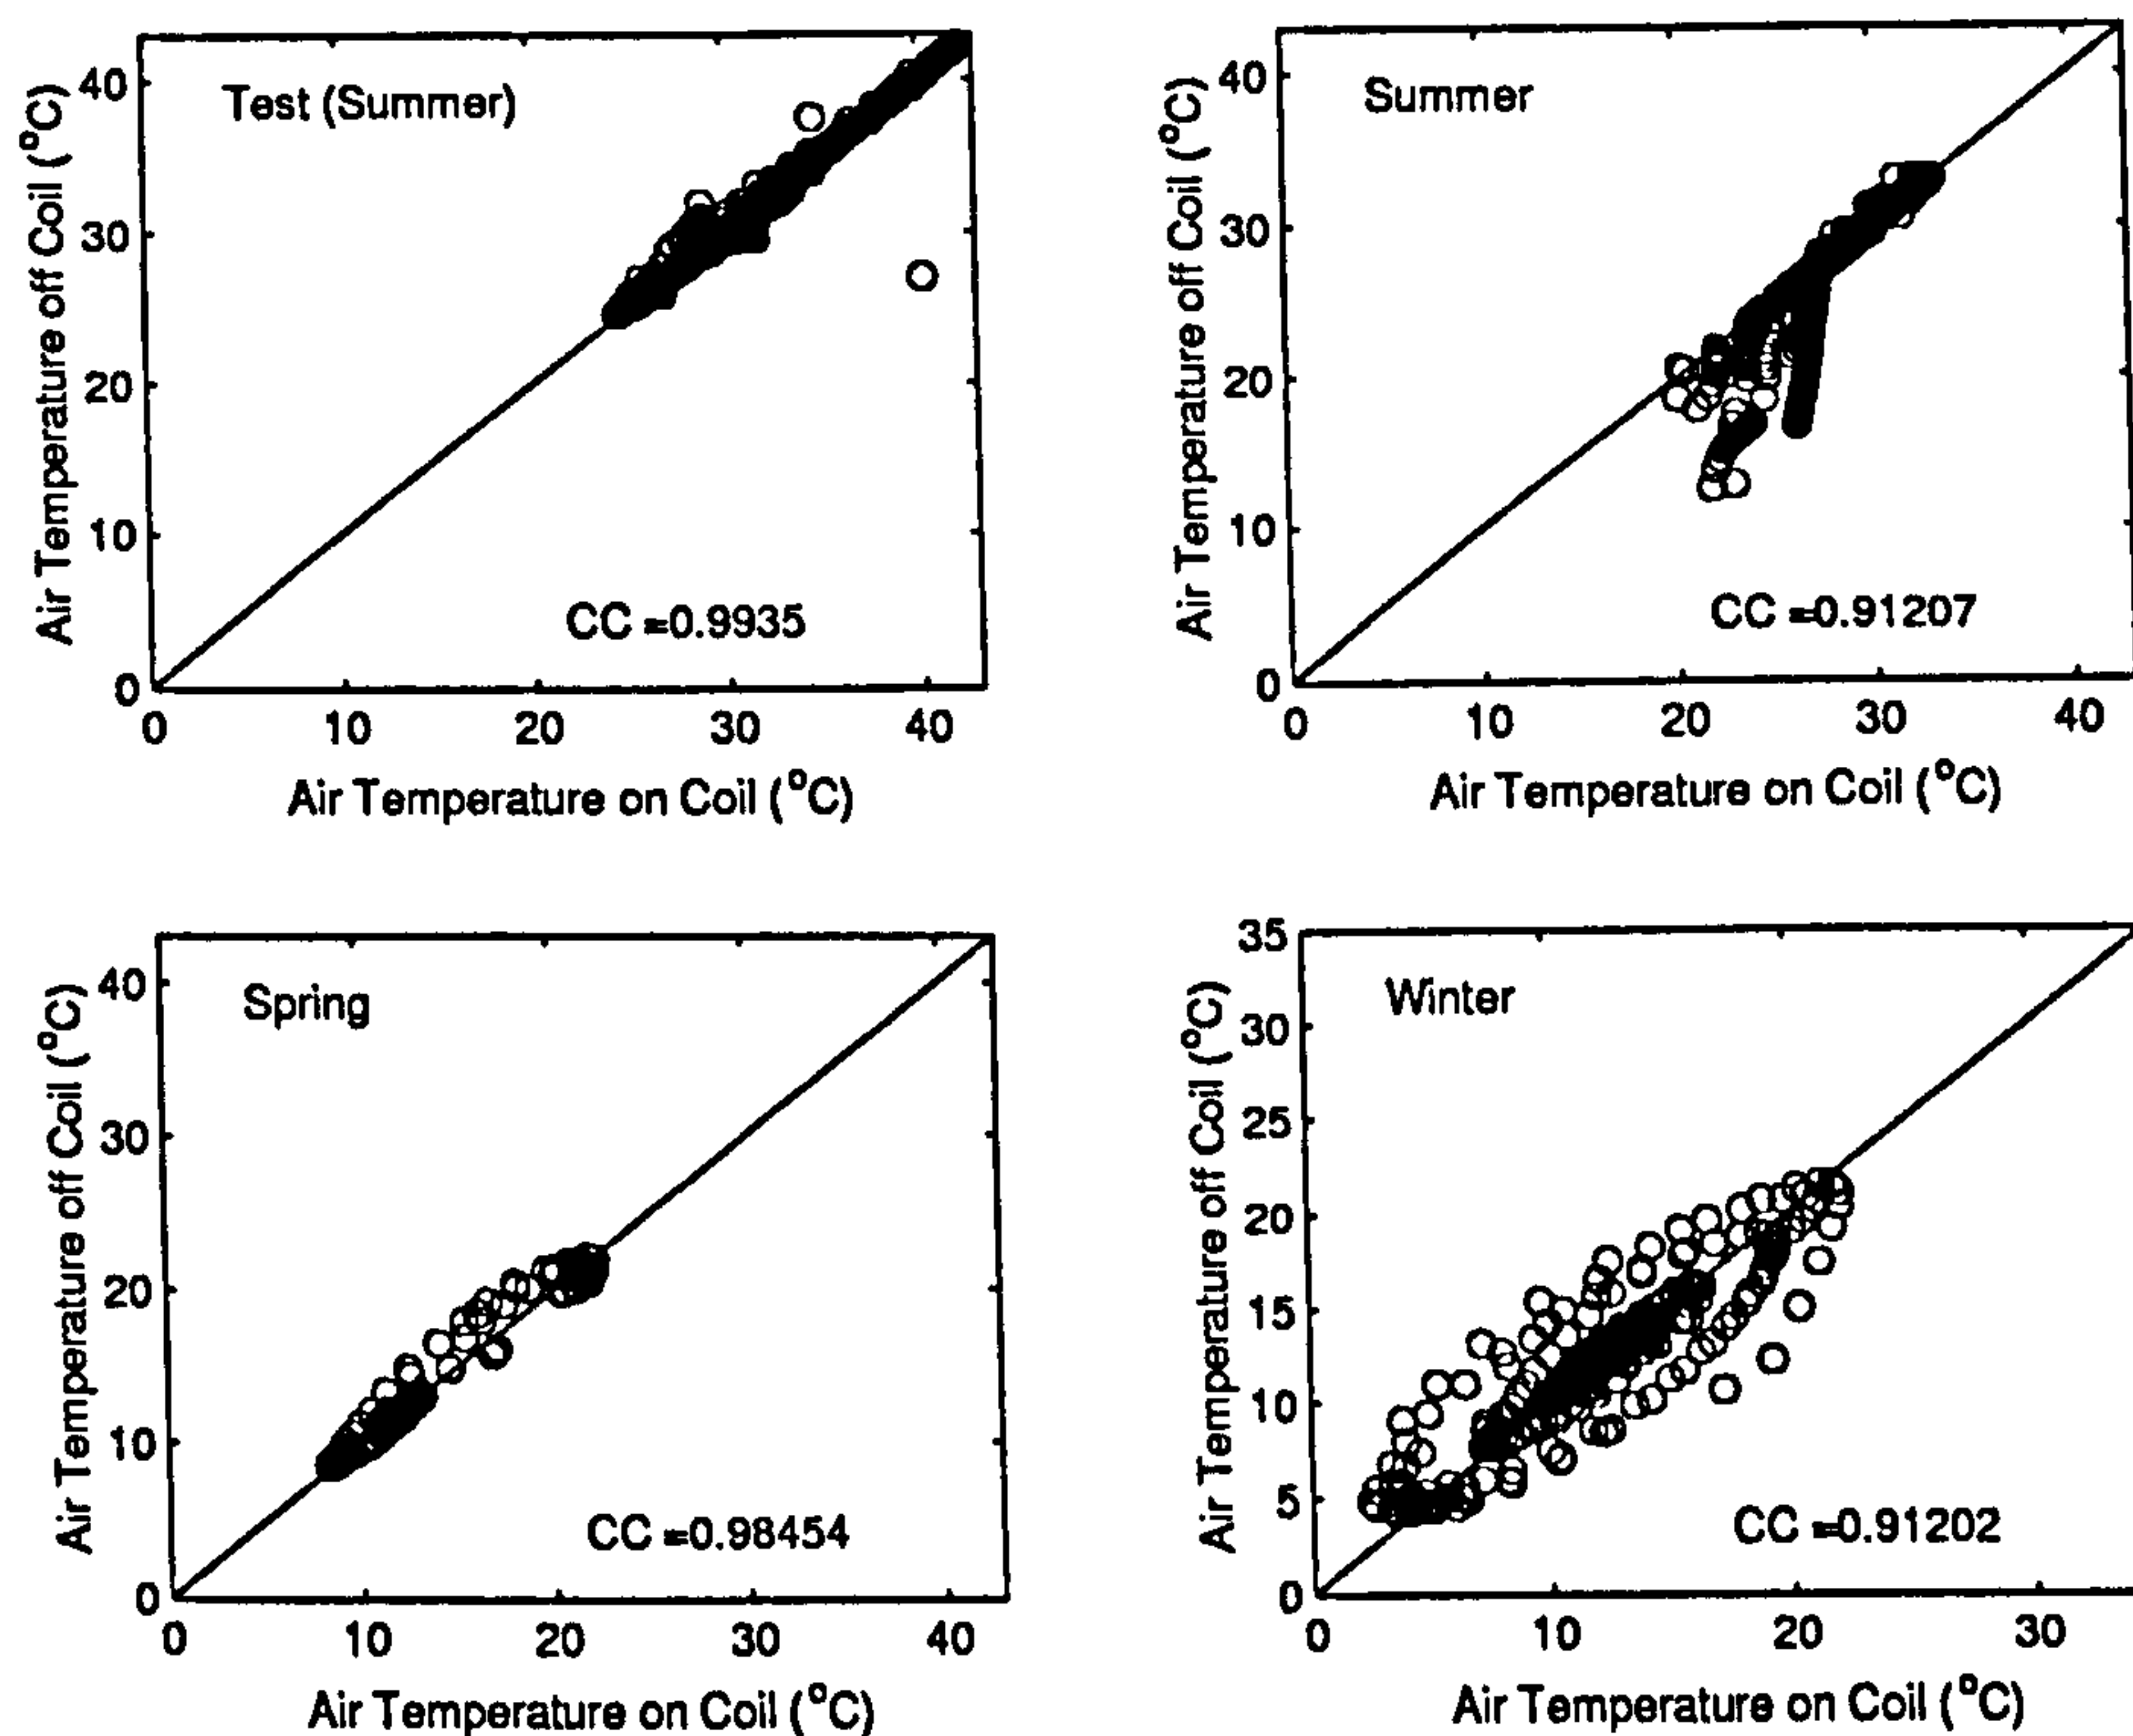 Test (Summer)
Air Temperature off Coil (°C)
40
30
20
10
0
CC =0.9935
0 10 20 30 40
Air Temperature on Coil (°C)
Summer
Air Temperature off Coil (°C)
40
30
20
10
0
CC =0.91207
0 10 20 30 40
Air Temperature on Coil (°C)
Spring
Air Temperature off Coil (°C)
40
30
20
10
0
CC =0.98454
0 10 20 30 40
Air Temperature on Coil (°C)
Winter
Air Temperature off Coil (°C)
35
30
25
20
15
10
5
0
CC =0.91202
0 10 20 30
Air Temperature on Coil (°C)